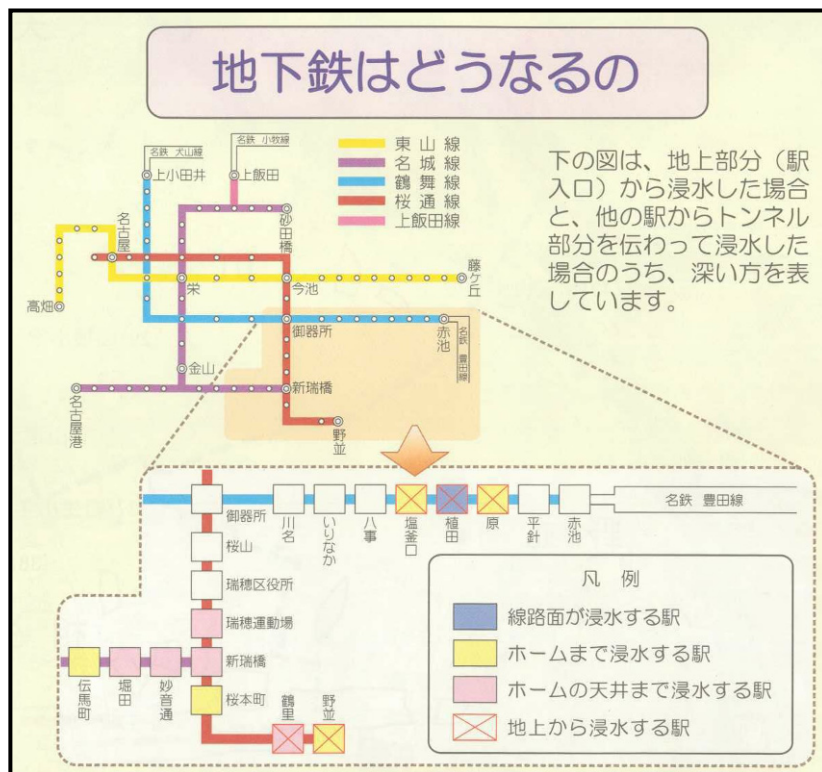 地下鉄はどうなるの
名鉄 犬山線
名鉄 小牧線
上小田井
上飯田
東山線
名城線
鶴舞線
桜通線
上飯田線
下の図は、地上部分（駅
入口）から浸水した場合
と、他の駅からトンネル
部分を伝わって浸水した
場合のうち、深い方を表
しています。
名古屋
砂田橋
藤ヶ丘
栄
今池
高畑
御器所
赤池
名鉄 豊田線
金山
新瑞橋
名古屋港
野並
御器所
川名
いりなか
八事
塩釜口
植田
原
平針
赤池
名鉄 豊田線
桜山
瑞穂区役所
瑞穂運動場
新瑞橋
伝馬町
堀田
妙音通
桜本町
鶴里
野並
凡例
線路面が浸水する駅
ホームまで浸水する駅
ホームの天井まで浸水する駅
地上から浸水する駅